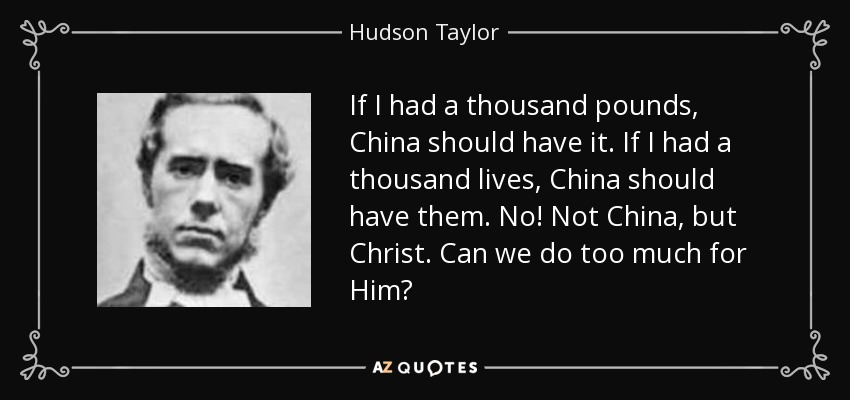 Hudson Taylor
If I had a thousand pounds,
China should have it. If I had a
thousand lives, China should
have them. No! Not China, but
Christ. Can we do too much for
Him?
AZ QUOTES